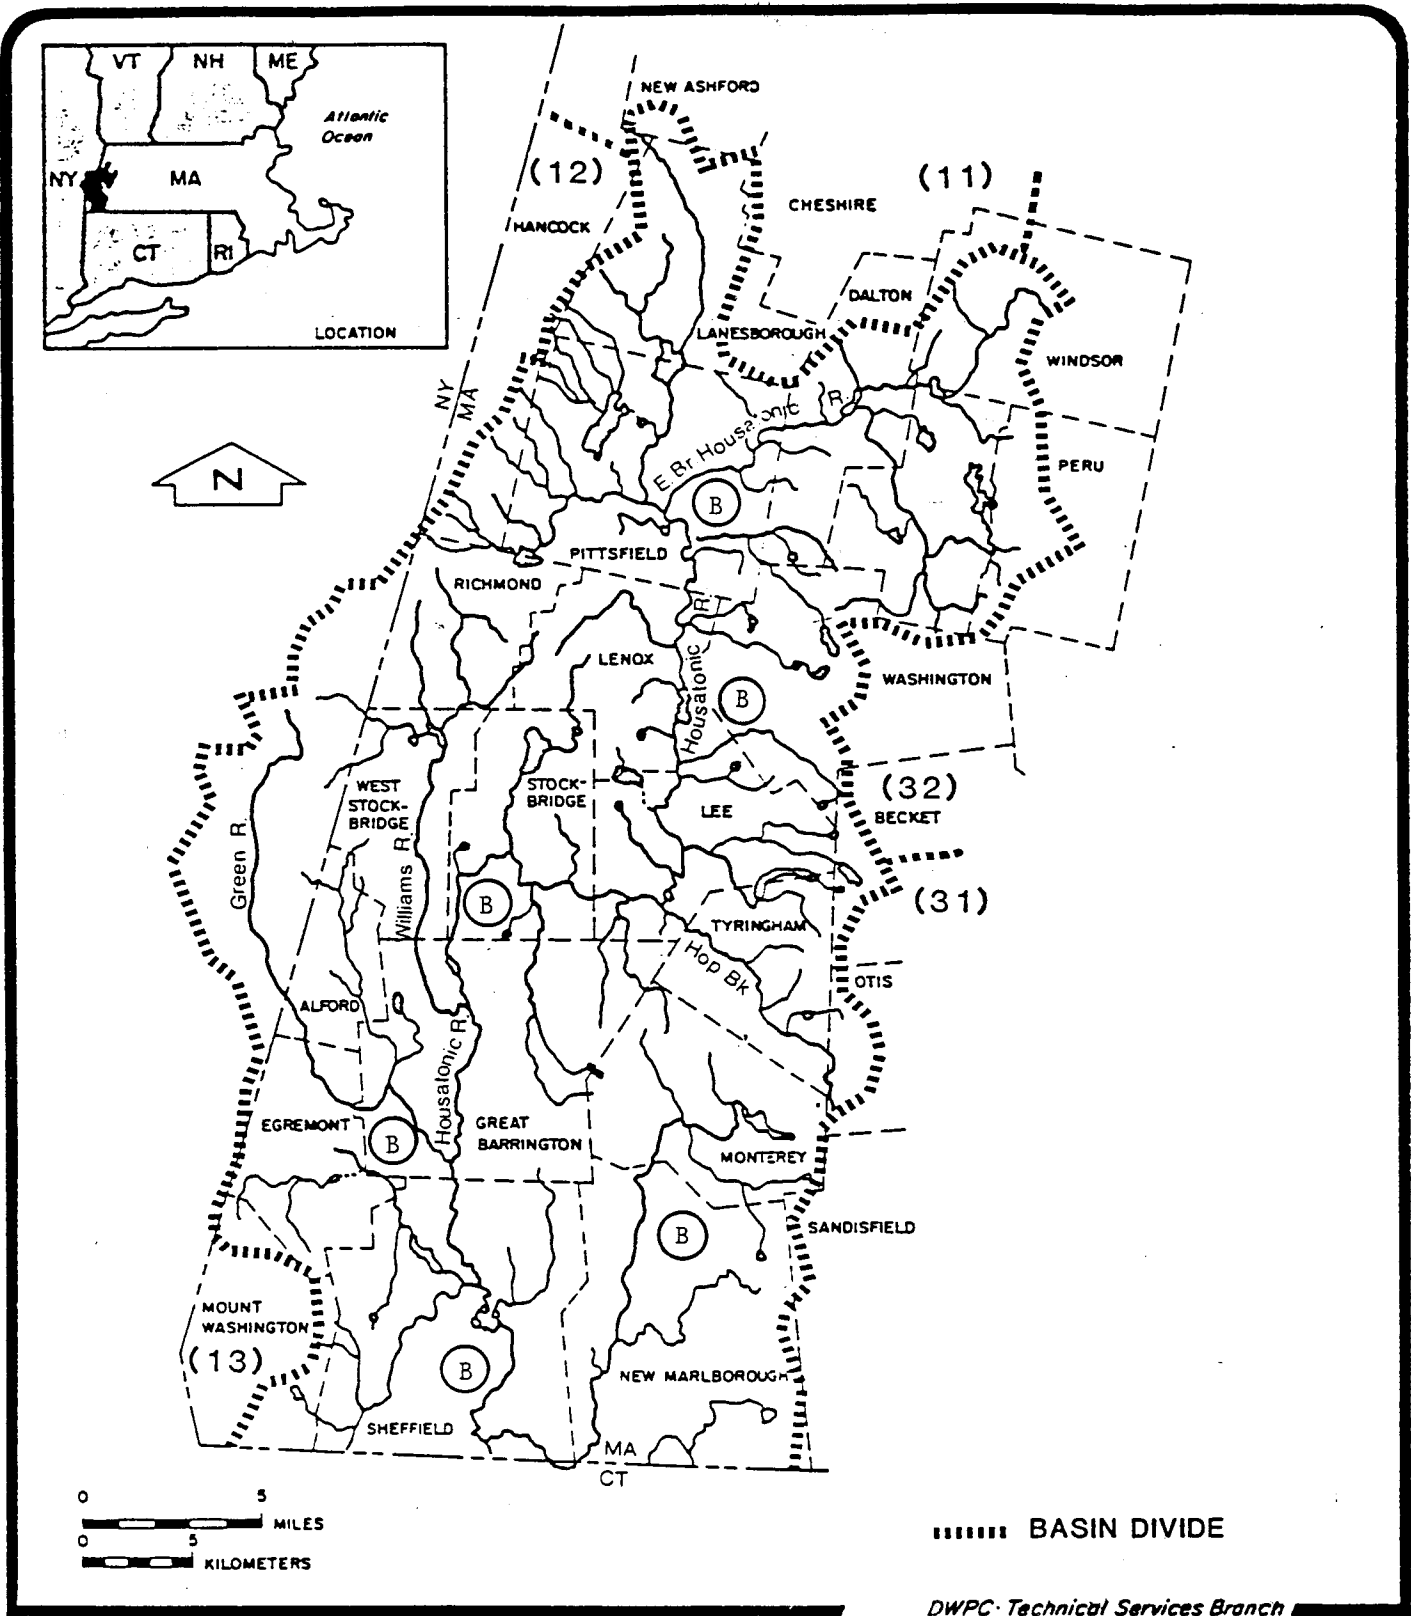 VT
NH
ME
Atlantic
Ocean
NY
MA
CT
RI
LOCATION
NEW ASHFORD
(12)
(11)
CHESHIRE
HANCOCK
DALTON
LANESBOROUGH
WINDSOR
NY
MA
E. Br. Housatonic R.
PERU
N
B
PITTSFIELD
RICHMOND
LENOX
Housatonic R.
WASHINGTON
B
WEST
STOCK-
BRIDGE
STOCK-
BRIDGE
LEE
(32)
BECKET
Green R.
Williams R.
B
(31)
TYRINGHAM
Hop Bk
OTIS
ALFORD
Housatonic R.
EGREMONT
B
GREAT
BARRINGTON
MONTEREY
B
SANDISFIELD
MOUNT
WASHINGTON
(13)
B
NEW MARLBOROUGH
SHEFFIELD
MA
CT
0 5
MILES
0 5
KILOMETERS
BASIN DIVIDE
DWPC· Technical Services Branch